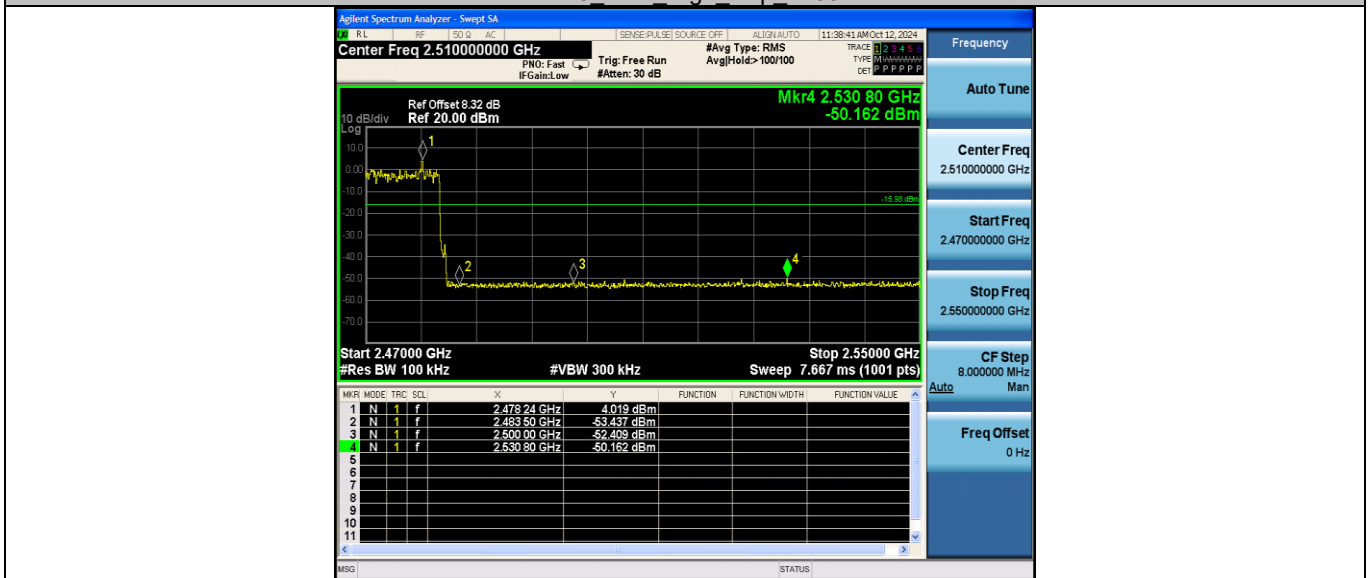 Agilent Spectrum Analyzer - Swept SA
RL RF 50 Ω AC SENSE:PULSE SOURCE OFF ALIGN AUTO 11:38:41 AM Oct 12, 2024
Center Freq 2.510000000 GHz
PNO: Fast
IFGain:Low
Trig: Free Run
#Atten: 30 dB
#Avg Type: RMS
Avg|Hold:>100/100
TRACE 1 2 3 4 5 6
TYPE M
DET P P P P P P
Frequency
Mkr4 2.530 80 GHz
-50.162 dBm
Ref Offset 8.32 dB
10 dB/div Ref 20.00 dBm
Log
10.0
0.00
-10.0
-20.0
-30.0
-40.0
-50.0
-60.0
-70.0
1
2
3
4
-15.98 dBm
Start 2.47000 GHz Stop 2.55000 GHz
#Res BW 100 kHz #VBW 300 kHz Sweep 7.667 ms (1001 pts)
MKR MODE TRC SCL X Y FUNCTION FUNCTION WIDTH FUNCTION VALUE
1 N 1 f 2.478 24 GHz 4.019 dBm
2 N 1 f 2.483 50 GHz -53.437 dBm
3 N 1 f 2.500 00 GHz -52.409 dBm
4 N 1 f 2.530 80 GHz -50.162 dBm
5
6
7
8
9
10
11
Auto Tune
Center Freq
2.510000000 GHz
Start Freq
2.470000000 GHz
Stop Freq
2.550000000 GHz
CF Step
8.000000 MHz
Auto Man
Freq Offset
0 Hz
MSG STATUS